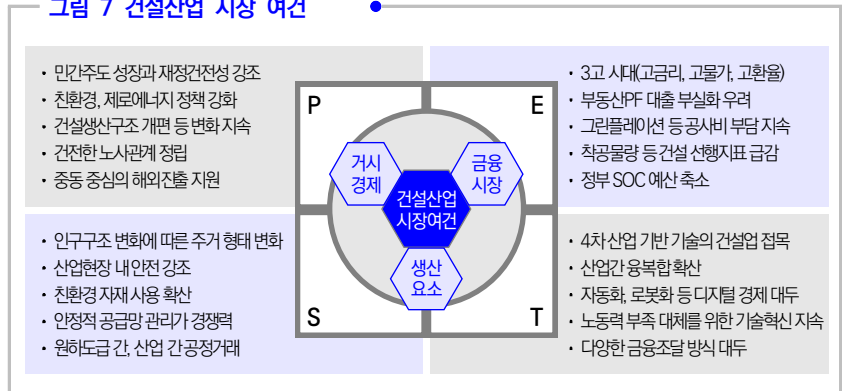 그림 7 건설산업 시장 여건
• 민간주도 성장과 재정건전성 강조
• 친환경, 제로에너지 정책 강화
• 건설생산구조 개편 등 변화 지속
• 건전한 노사관계 정립
• 중동 중심의 해외진출 지원
• 3고 시대(고금리, 고물가, 고환율)
• 부동산PF 대출 부실화 우려
• 그린플레이션 등 공사비 부담 지속
• 착공물량 등 건설 선행지표 급감
• 정부 SOC 예산 축소
P
E
거시
경제
금융
시장
건설산업
시장여건
생산
요소
S
T
• 인구구조 변화에 따른 주거 형태 변화
• 산업현장 내 안전 강조
• 친환경 자재 사용 확산
• 안정적 공급망 관리가 경쟁력
• 원하도급 간, 산업 간 공정거래
• 4차 산업 기반 기술의 건설업 접목
• 산업간 융복합 확산
• 자동화, 로봇화 등 디지털 경제 대두
• 노동력 부족 대체를 위한 기술혁신 지속
• 다양한 금융조달 방식 대두